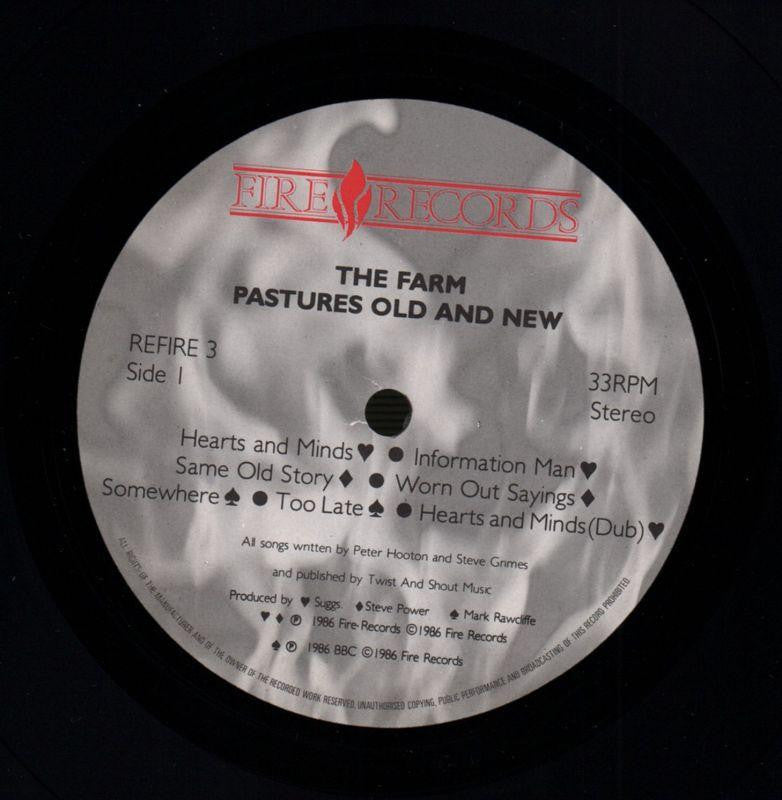 FIRE RECORDS
THE FARM
PASTURES OLD AND NEW
REFIRE 3
Side 1
33RPM
Stereo
Hearts and Minds♥ ● Information Man♥
Same Old Story♦ ● Worn Out Sayings♦
Somewhere♠ ● Too Late♠ ● Hearts and Minds(Dub)♥
All songs written by Peter Hooton and Steve Grimes
and published by Twist And Shout Music
Produced by ♥ Suggs. ♦Steve Power ♠ Mark Rawcliffe
♥ ♦ ℗ 1986 Fire-Records ©1986 Fire Records
♠ ℗ 1986 BBC ©1986 Fire Records
ALL RIGHTS OF THE MANUFACTURER AND OF THE OWNER OF THE RECORDED WORK RESERVED, UNAUTHORISED COPYING, PUBLIC PERFORMANCE AND BROADCASTING OF THIS RECORD PROHIBITED.